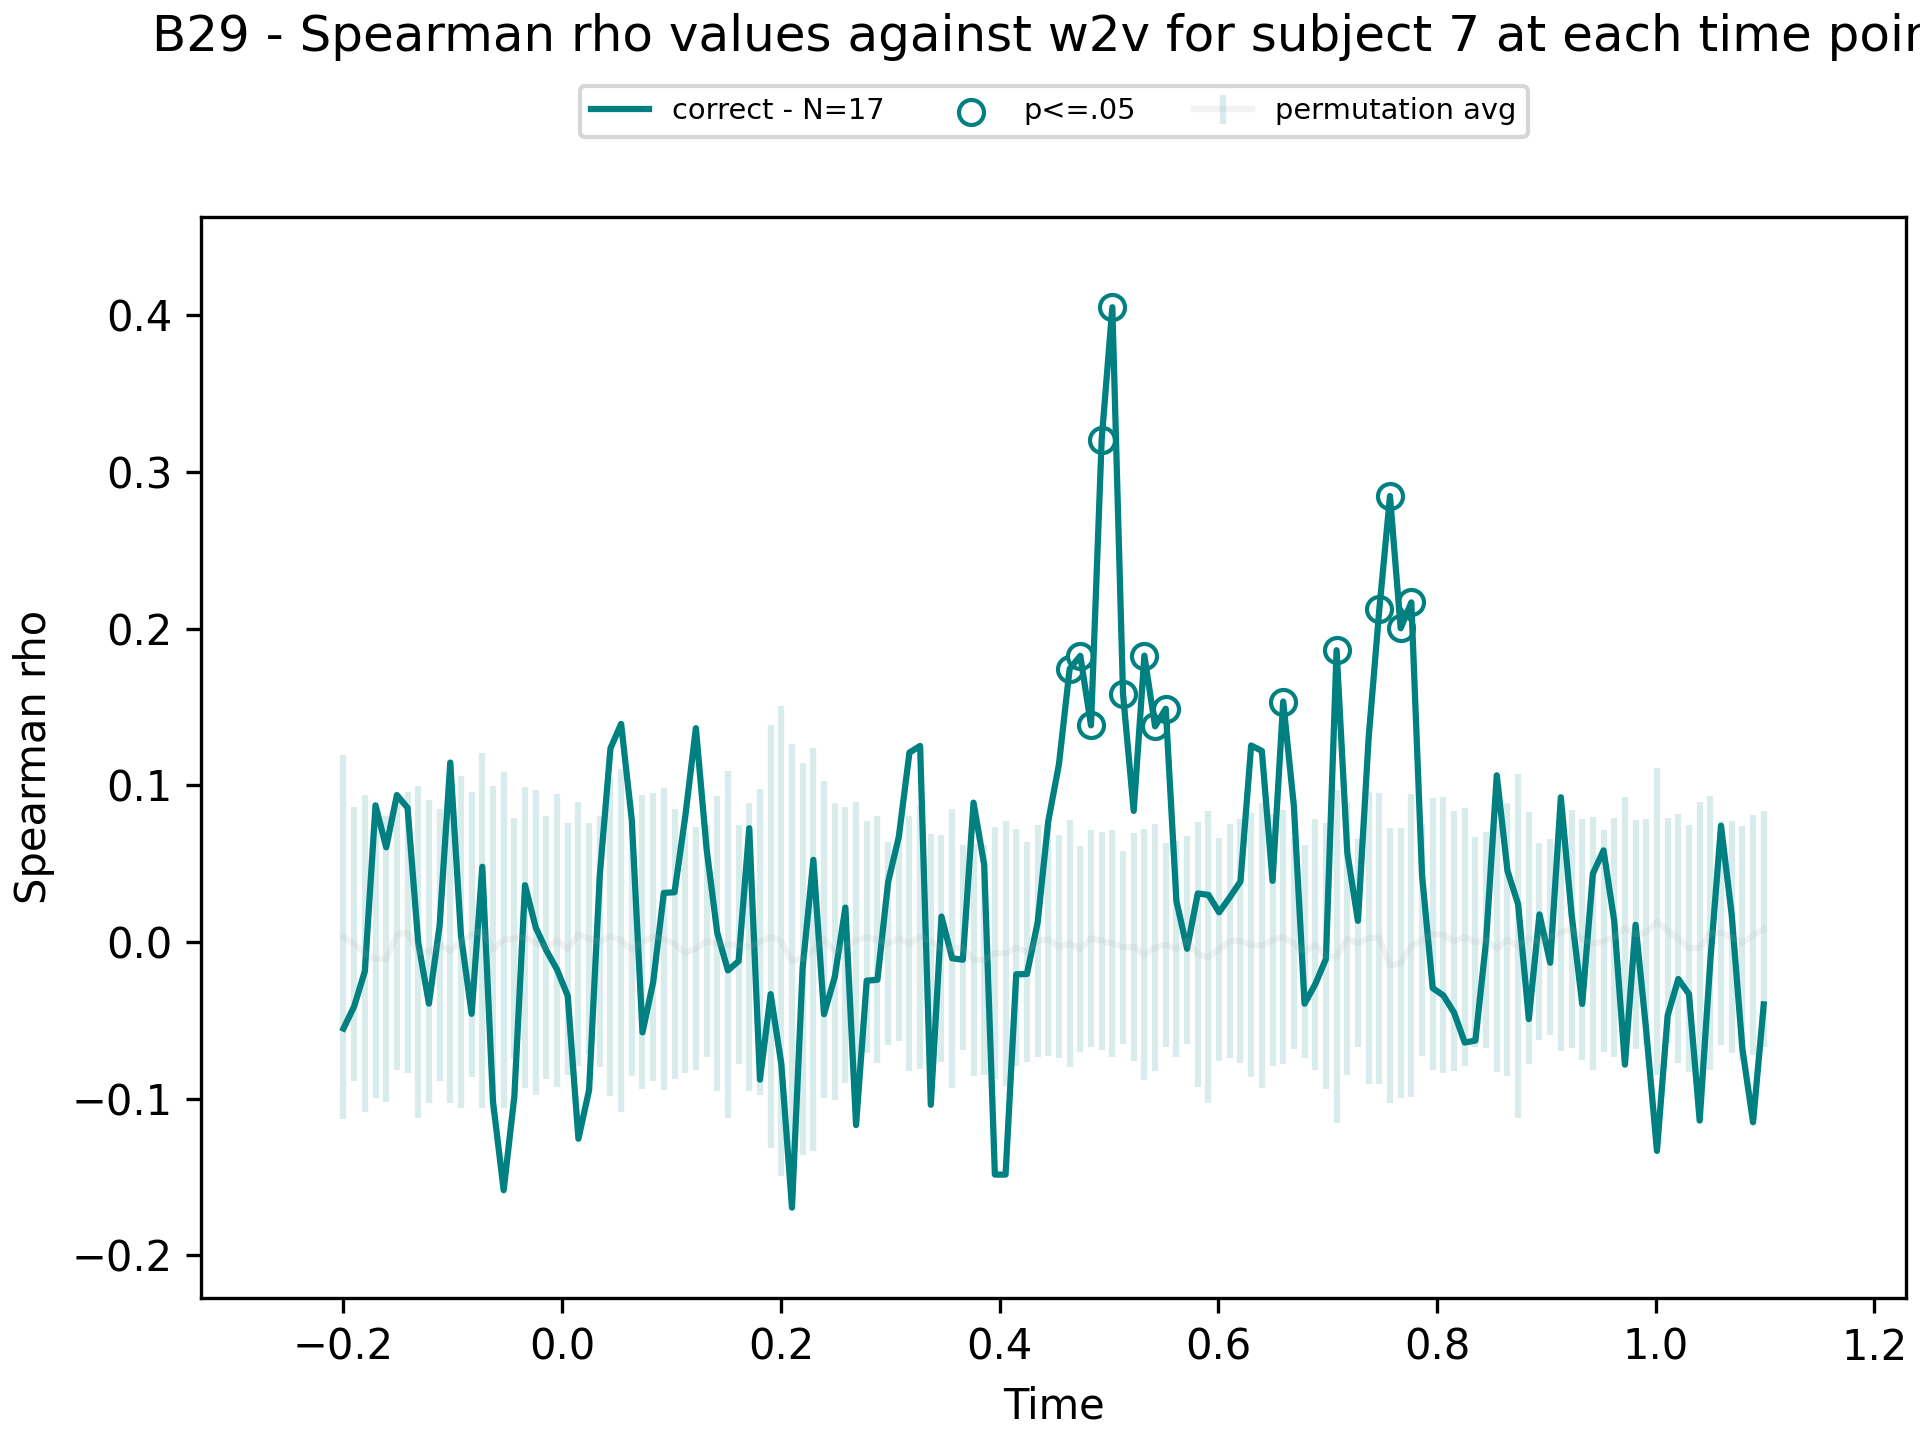 B29 - Spearman rho values against w2v for subject 7 at each time poin
correct - N=17 p<=.05 permutation avg
0.4
0.3
0.2
0.1
0.0
−0.1
−0.2
Spearman rho
−0.2 0.0 0.2 0.4 0.6 0.8 1.0 1.2
Time